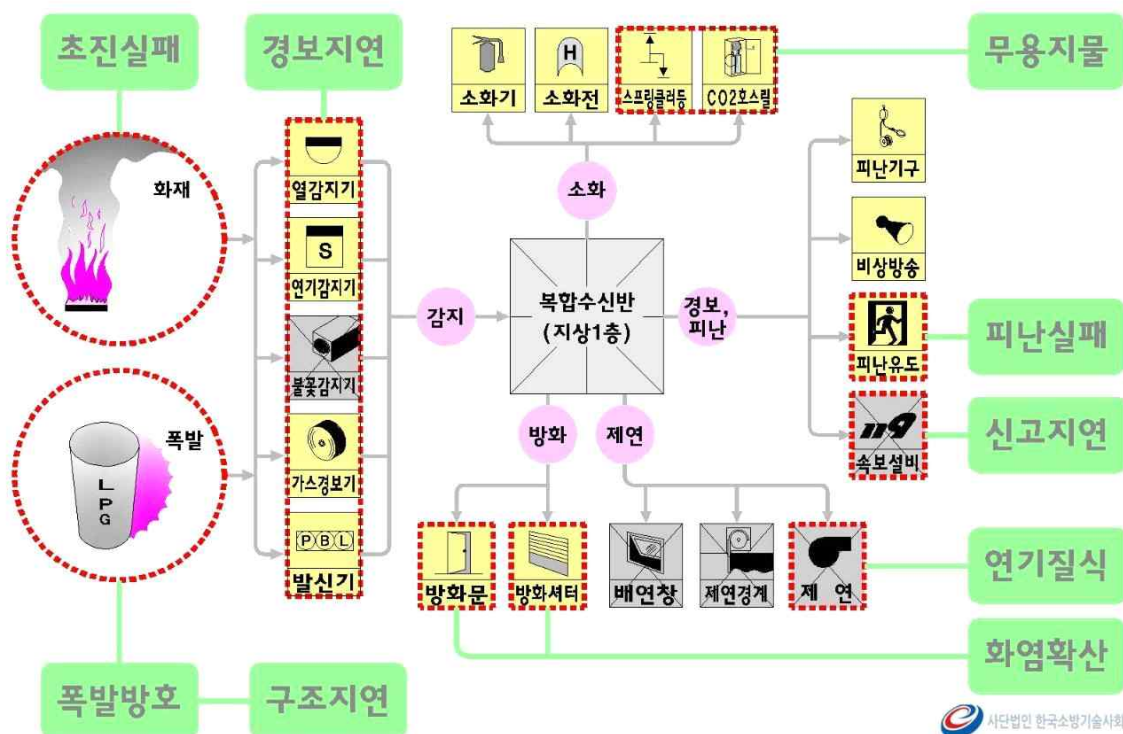 초진실패
경보지연
무용지물
소화기
H
소화전
스프링클러등
CO2호스릴
화재
열감지기
S
연기감지기
불꽃감지기
가스경보기
PBL
발신기
폭발
LPG
감지
소화
복합수신반
(지상1층)
경보,
피난
방화
제연
피난기구
비상방송
피난유도
119
속보설비
피난실패
신고지연
방화문
방화셔터
배연창
제연경계
제 연
연기질식
화염확산
폭발방호
구조지연
사단법인 한국소방기술사회